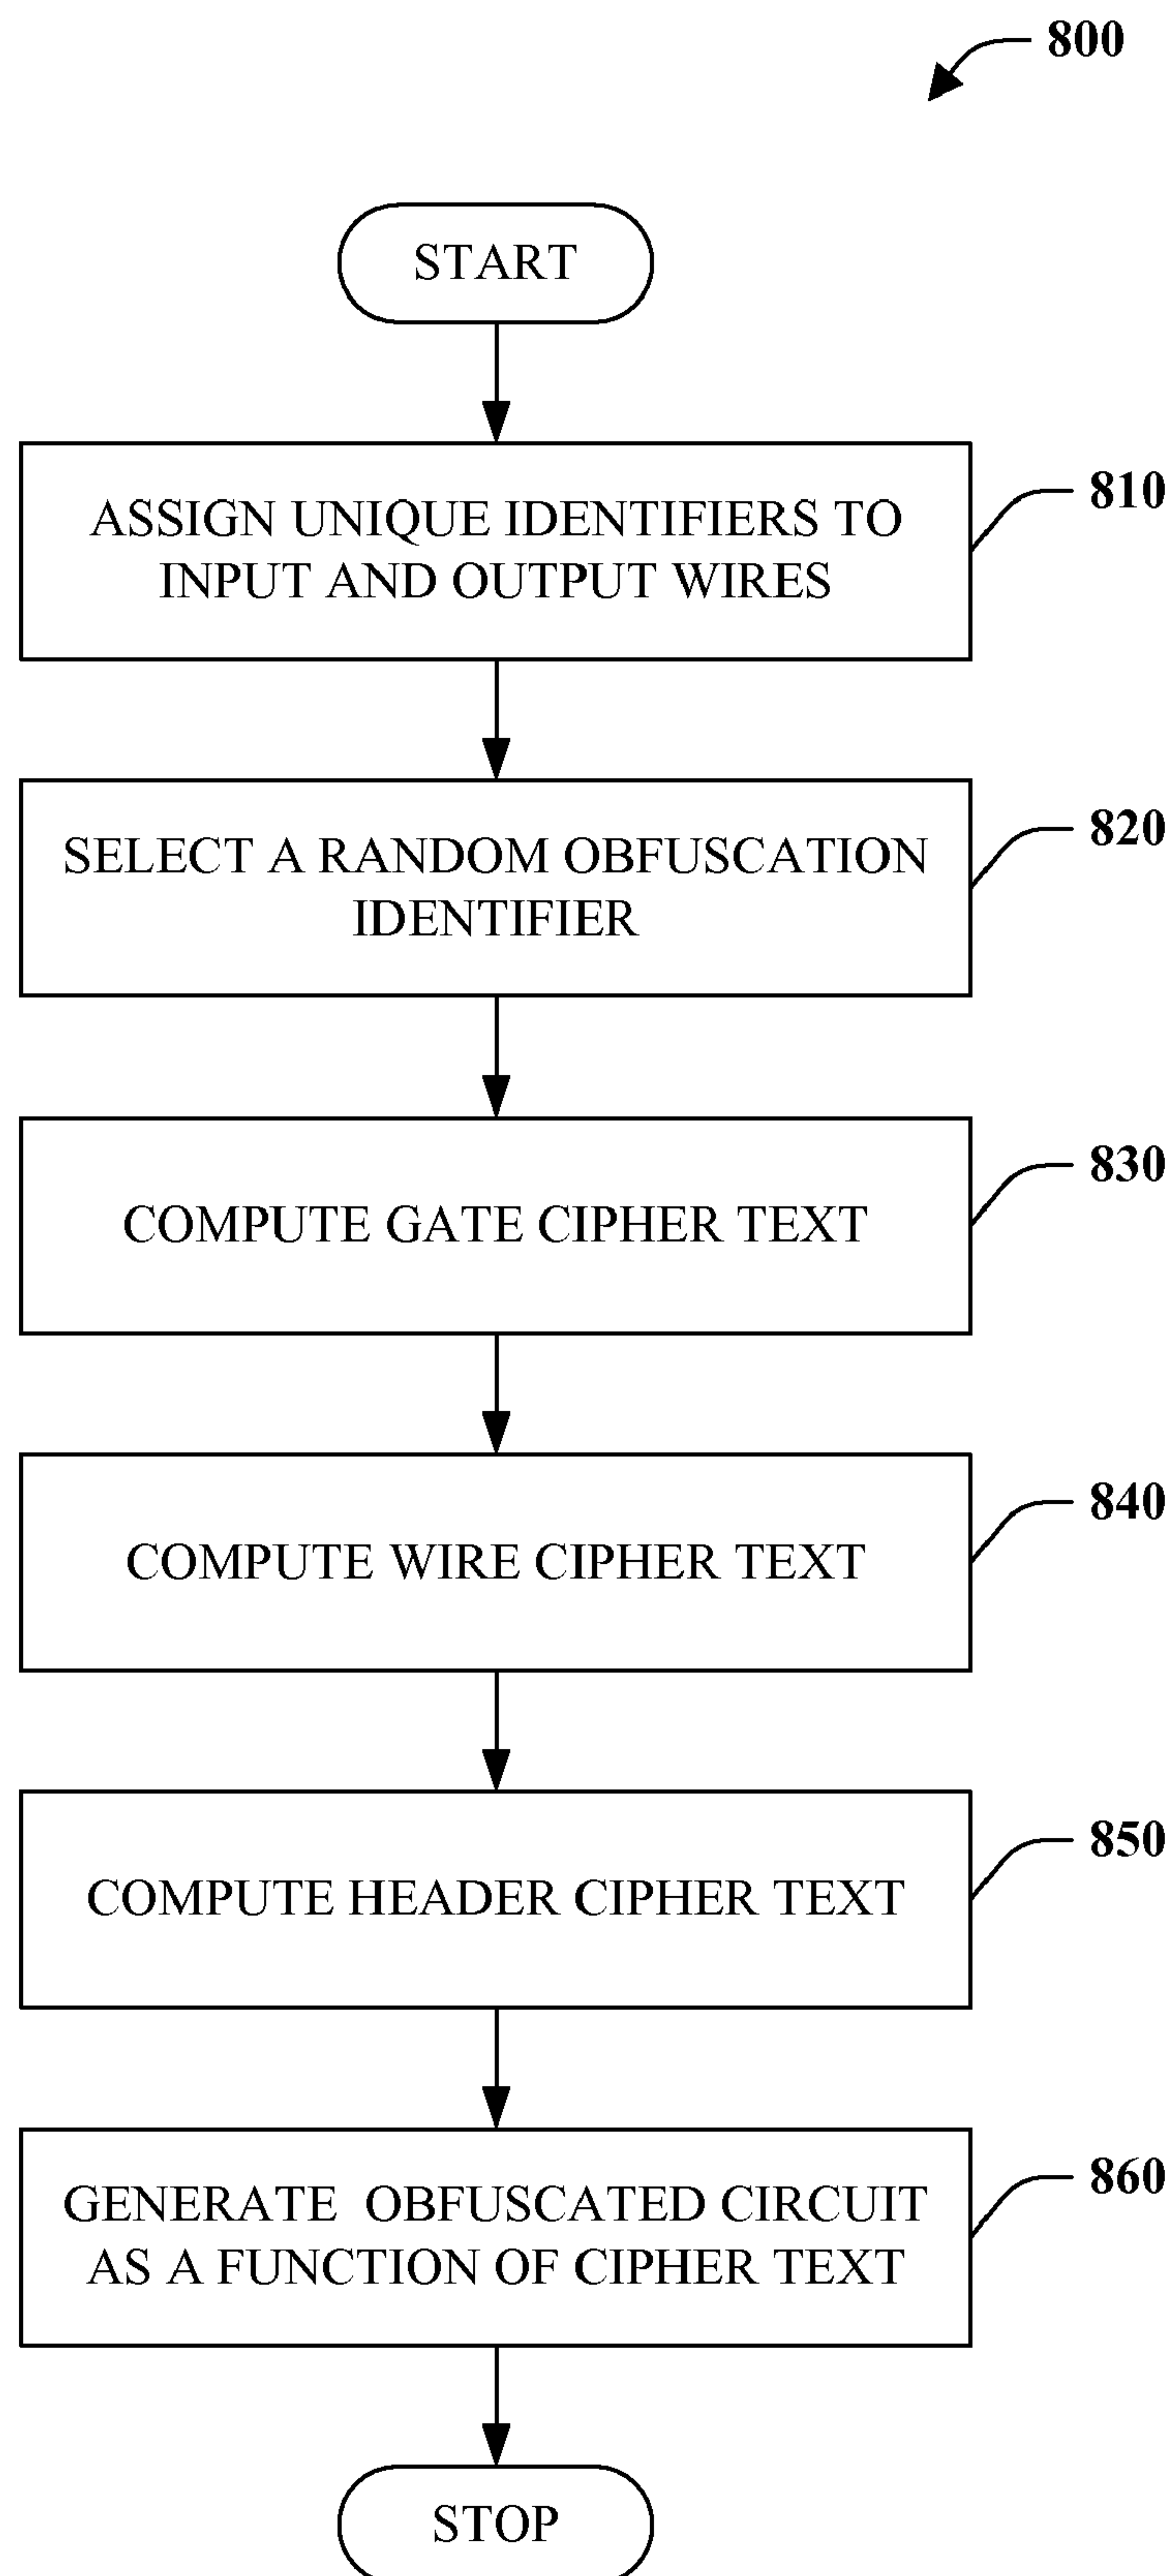 800
START
ASSIGN UNIQUE IDENTIFIERS TO
INPUT AND OUTPUT WIRES
810
SELECT A RANDOM OBFUSCATION
IDENTIFIER
820
COMPUTE GATE CIPHER TEXT
830
COMPUTE WIRE CIPHER TEXT
840
COMPUTE HEADER CIPHER TEXT
850
GENERATE OBFUSCATED CIRCUIT
AS A FUNCTION OF CIPHER TEXT
860
STOP